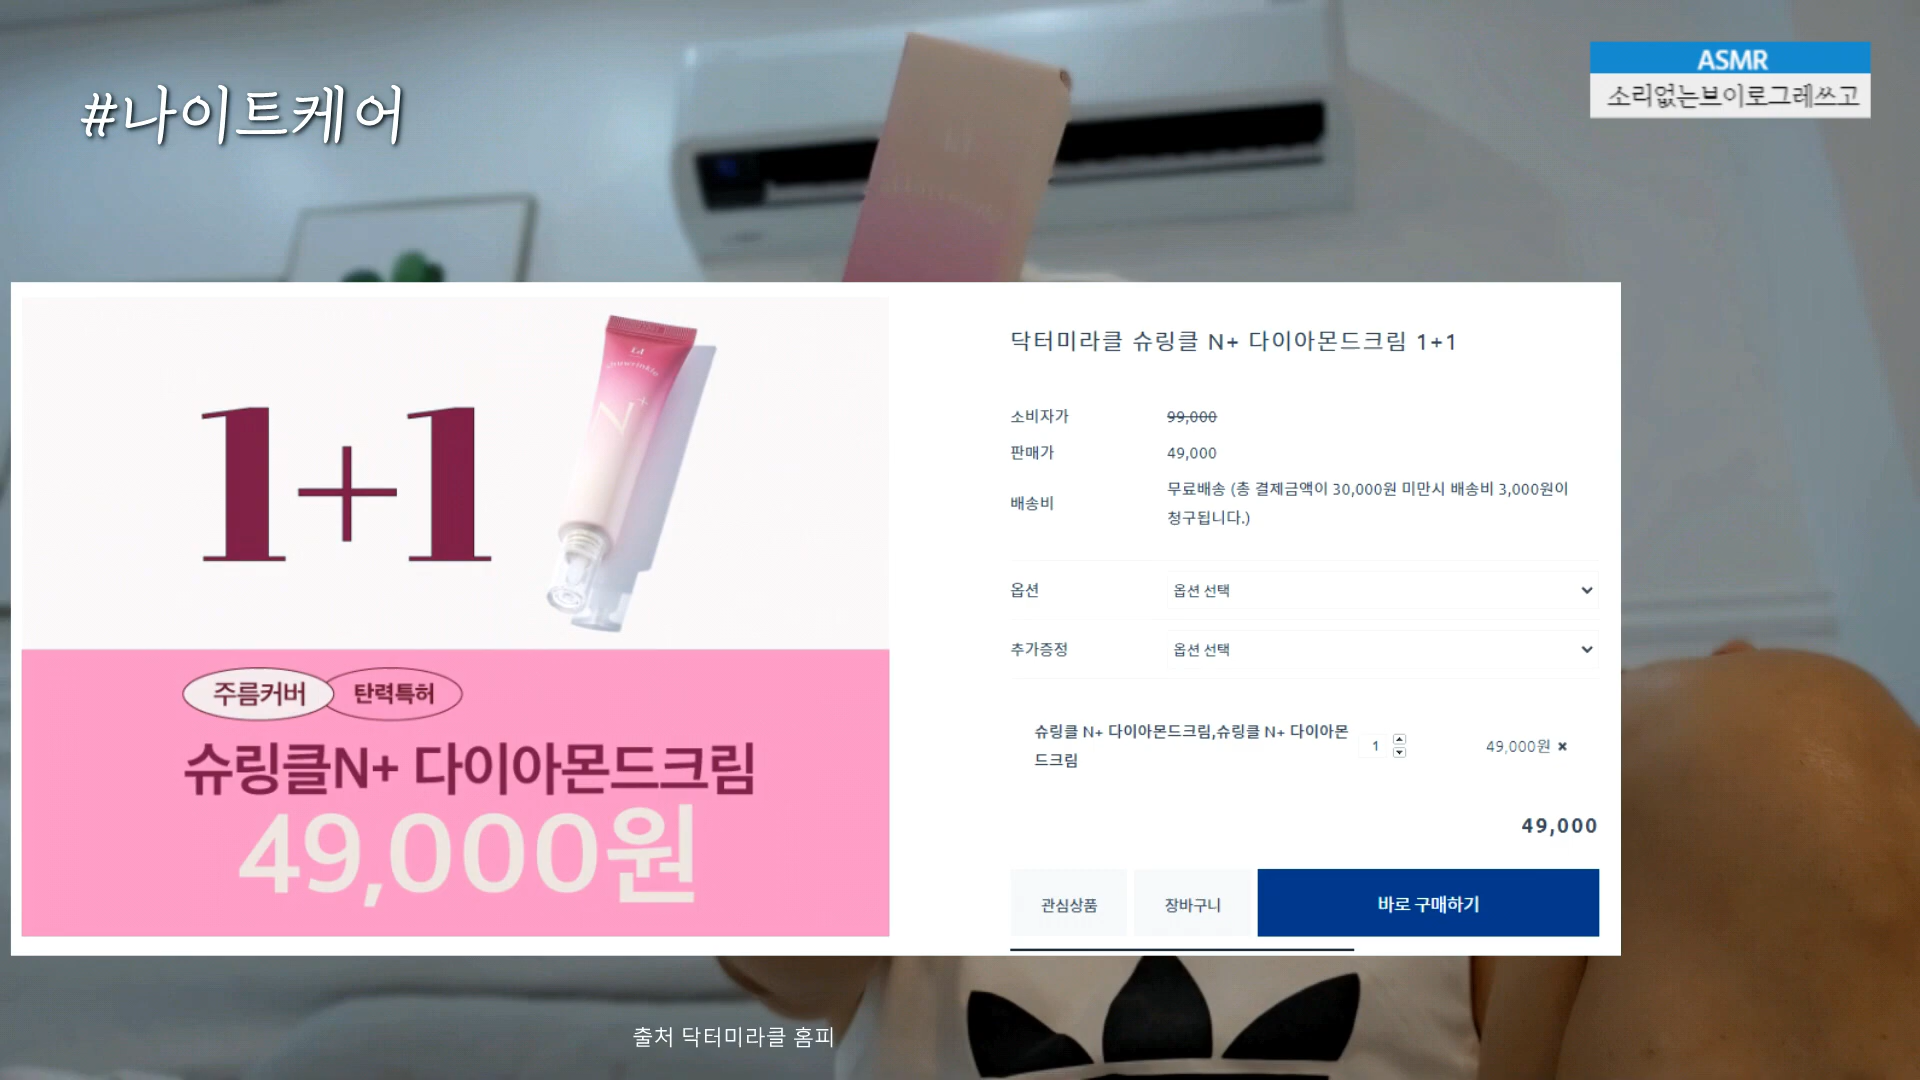 #나이트케어
ASMR
소리없는브이로그레쓰고
1+1
shuwrinkle
N+
주름커버
탄력특허
슈링클N+ 다이아몬드크림
49,000원
닥터미라클 슈링클 N+ 다이아몬드크림 1+1
소비자가 99,000
판매가 49,000
배송비 무료배송 (총 결제금액이 30,000원 미만시 배송비 3,000원이
청구됩니다.)
옵션 옵션 선택
추가증정 옵션 선택
슈링클 N+ 다이아몬드크림,슈링클 N+ 다이아몬
드크림
1
49,000원
49,000
관심상품
장바구니
바로 구매하기
출처 닥터미라클 홈피